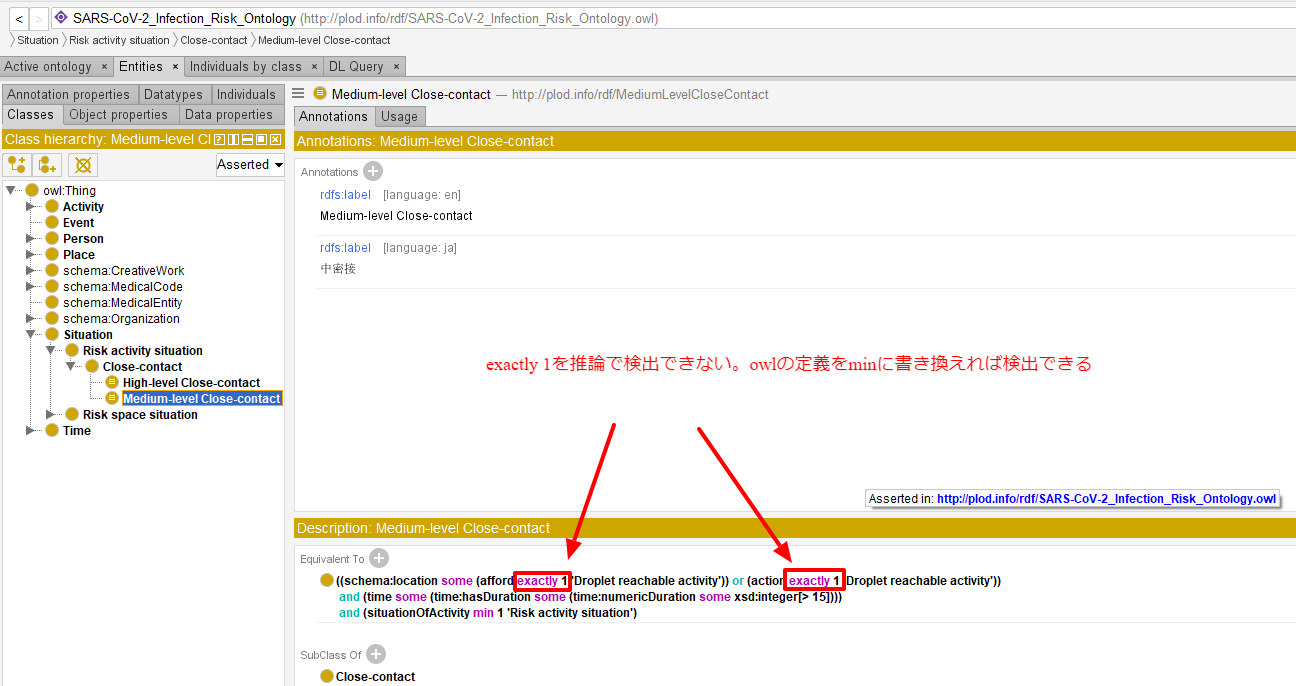 < > SARS-CoV-2_Infection_Risk_Ontology (http://plod.info/rdf/SARS-CoV-2_Infection_Risk_Ontology.owl)
Situation Risk activity situation Close-contact Medium-level Close-contact
Active ontology × Entities × Individuals by class × DL Query ×
Annotation properties Datatypes Individuals
Classes Object properties Data properties
Class hierarchy: Medium-level Cl
Asserted
owl:Thing
Activity
Event
Person
Place
schema:CreativeWork
schema:MedicalCode
schema:MedicalEntity
schema:Organization
Situation
Risk activity situation
Close-contact
High-level Close-contact
Medium-level Close-contact
Risk space situation
Time
Medium-level Close-contact — http://plod.info/rdf/MediumLevelCloseContact
Annotations Usage
Annotations: Medium-level Close-contact
Annotations
rdfs:label [language: en]
Medium-level Close-contact
rdfs:label [language: ja]
中密接
exactly 1を推論で検出できない。owlの定義をminに書き換えれば検出できる
Asserted in: http://plod.info/rdf/SARS-CoV-2_Infection_Risk_Ontology.owl
Description: Medium-level Close-contact
Equivalent To
((schema:location some (afford exactly 1 'Droplet reachable activity')) or (action exactly 1 Droplet reachable activity'))
and (time some (time:hasDuration some (time:numericDuration some xsd:integer[> 15])))
and (situationOfActivity min 1 'Risk activity situation')
SubClass Of
Close-contact